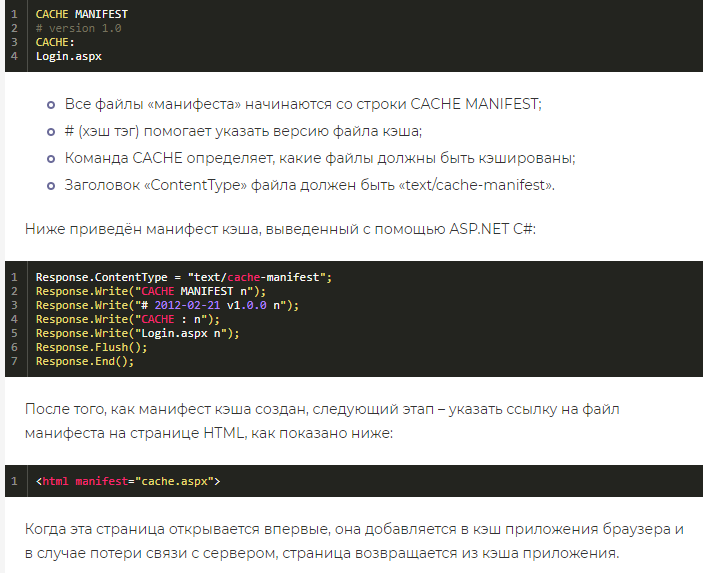 1 CACHE MANIFEST
2 # version 1.0
3 CACHE:
4 Login.aspx
Все файлы «манифеста» начинаются со строки CACHE MANIFEST;
# (хэш тэг) помогает указать версию файла кэша;
Команда CACHE определяет, какие файлы должны быть кэшированы;
Заголовок «ContentType» файла должен быть «text/cache-manifest».
Ниже приведён манифест кэша, выведенный с помощью ASP.NET C#:
1 Response.ContentType = "text/cache-manifest";
2 Response.Write("CACHE MANIFEST n");
3 Response.Write("# 2012-02-21 v1.0.0 n");
4 Response.Write("CACHE : n");
5 Response.Write("Login.aspx n");
6 Response.Flush();
7 Response.End();
После того, как манифест кэша создан, следующий этап – указать ссылку на файл
манифеста на странице HTML, как показано ниже:
1 <html manifest="cache.aspx">
Когда эта страница открывается впервые, она добавляется в кэш приложения браузера и
в случае потери связи с сервером, страница возвращается из кэша приложения.